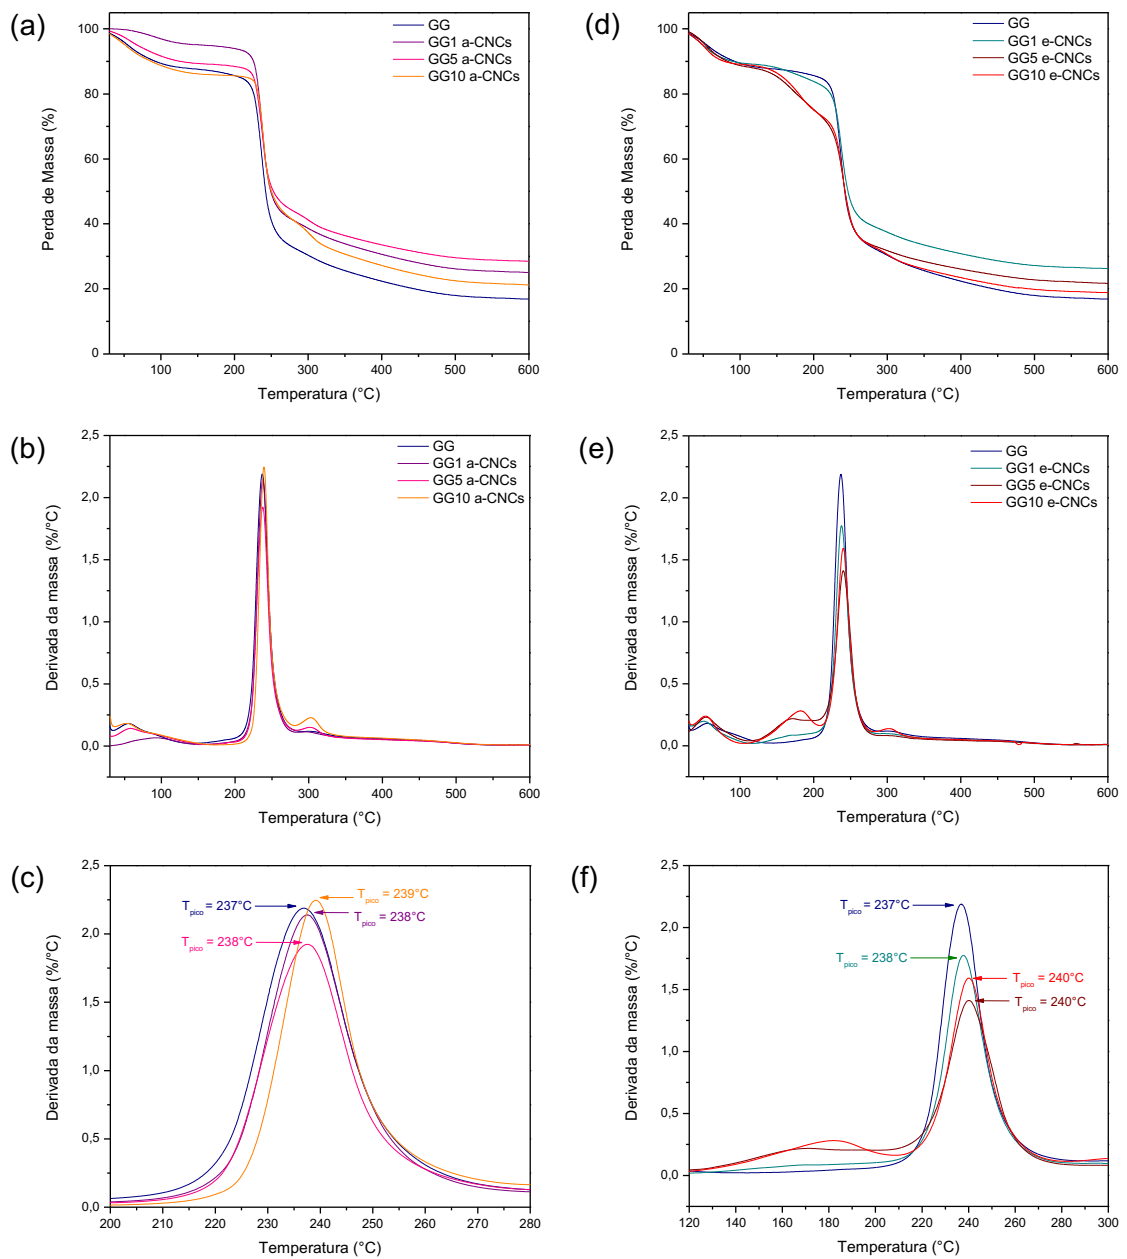 (a)
GG
GG1 a-CNCs
GG5 a-CNCs
GG10 a-CNCs
Perda de Massa (%)
100
80
60
40
20
0
100 200 300 400 500 600
Temperatura (°C)
(d)
GG
GG1 e-CNCs
GG5 e-CNCs
GG10 e-CNCs
Perda de Massa (%)
100
80
60
40
20
0
100 200 300 400 500 600
Temperatura (°C)
(b)
GG
GG1 a-CNCs
GG5 a-CNCs
GG10 a-CNCs
Derivada da massa (%/°C)
2,5
2,0
1,5
1,0
0,5
0,0
100 200 300 400 500 600
Temperatura (°C)
(e)
GG
GG1 e-CNCs
GG5 e-CNCs
GG10 e-CNCs
Derivada da massa (%/°C)
2,5
2,0
1,5
1,0
0,5
0,0
100 200 300 400 500 600
Temperatura (°C)
(c)
Tpico = 239°C
Tpico = 237°C
Tpico = 238°C
Tpico = 238°C
Derivada da massa (%/°C)
2,5
2,0
1,5
1,0
0,5
0,0
200 210 220 230 240 250 260 270 280
Temperatura (°C)
(f)
Tpico = 237°C
Tpico = 238°C
Tpico = 240°C
Tpico = 240°C
Derivada da massa (%/°C)
2,5
2,0
1,5
1,0
0,5
0,0
120 140 160 180 200 220 240 260 280 300
Temperatura (°C)